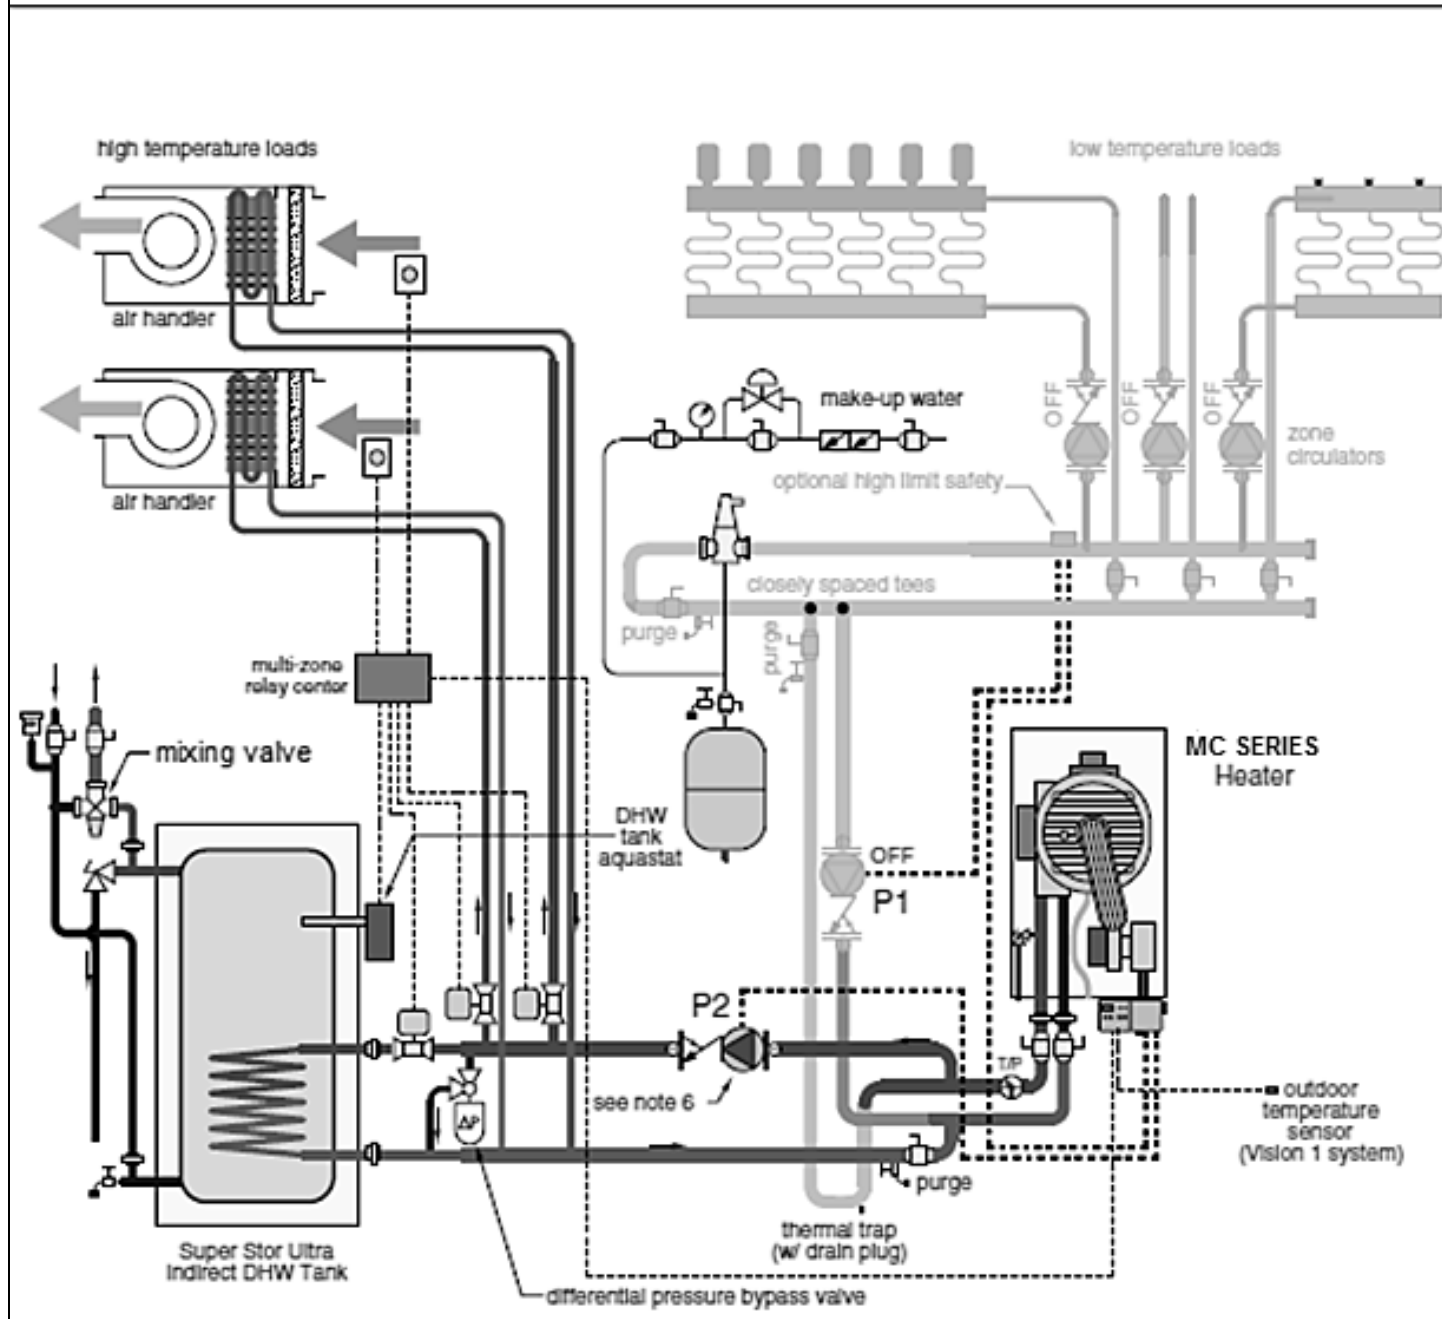 high temperature loads
low temperature loads
air handler
air handler
make-up water
OFF
OFF
OFF
zone
circulators
optional high limit safety
closely spaced tees
purge
purge
multi-zone
relay center
mixing valve
MC SERIES
Heater
DHW
tank
aquastat
OFF
P1
P2
T/P
see note 6
ΔP
outdoor
temperature
sensor
(Vision 1 system)
purge
thermal trap
(w/ drain plug)
Super Stor Ultra
Indirect DHW Tank
differential pressure bypass valve